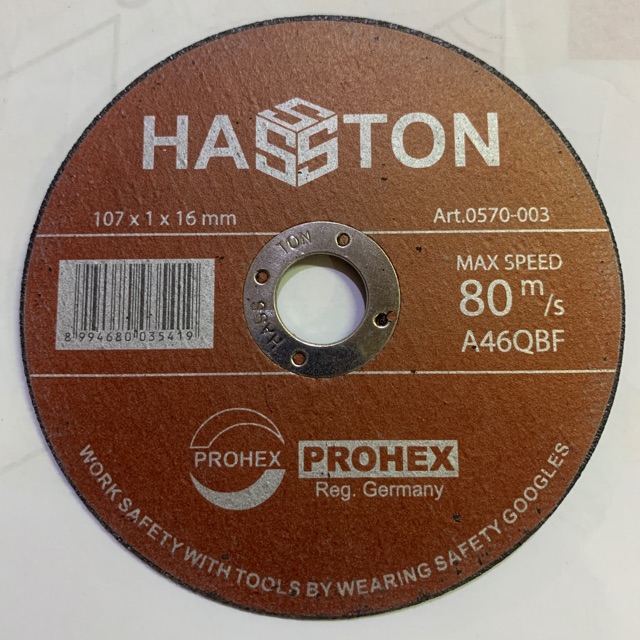 HASSTON
107 x 1 x 16 mm
Art.0570-003
HASSTON
MAX SPEED
80 m/s
A46QBF
8 994680 035419
PROHEX
PROHEX
Reg. Germany
WORK SAFETY WITH TOOLS BY WEARING SAFETY GOOGLES